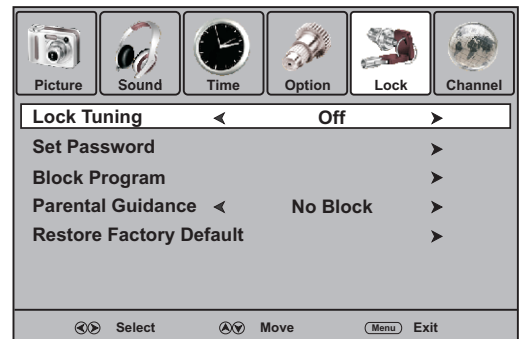 Picture Sound Time Option Lock Channel
Lock Tuning Off
Set Password
Block Program
Parental Guidance No Block
Restore Factory Default
Select Move Menu Exit